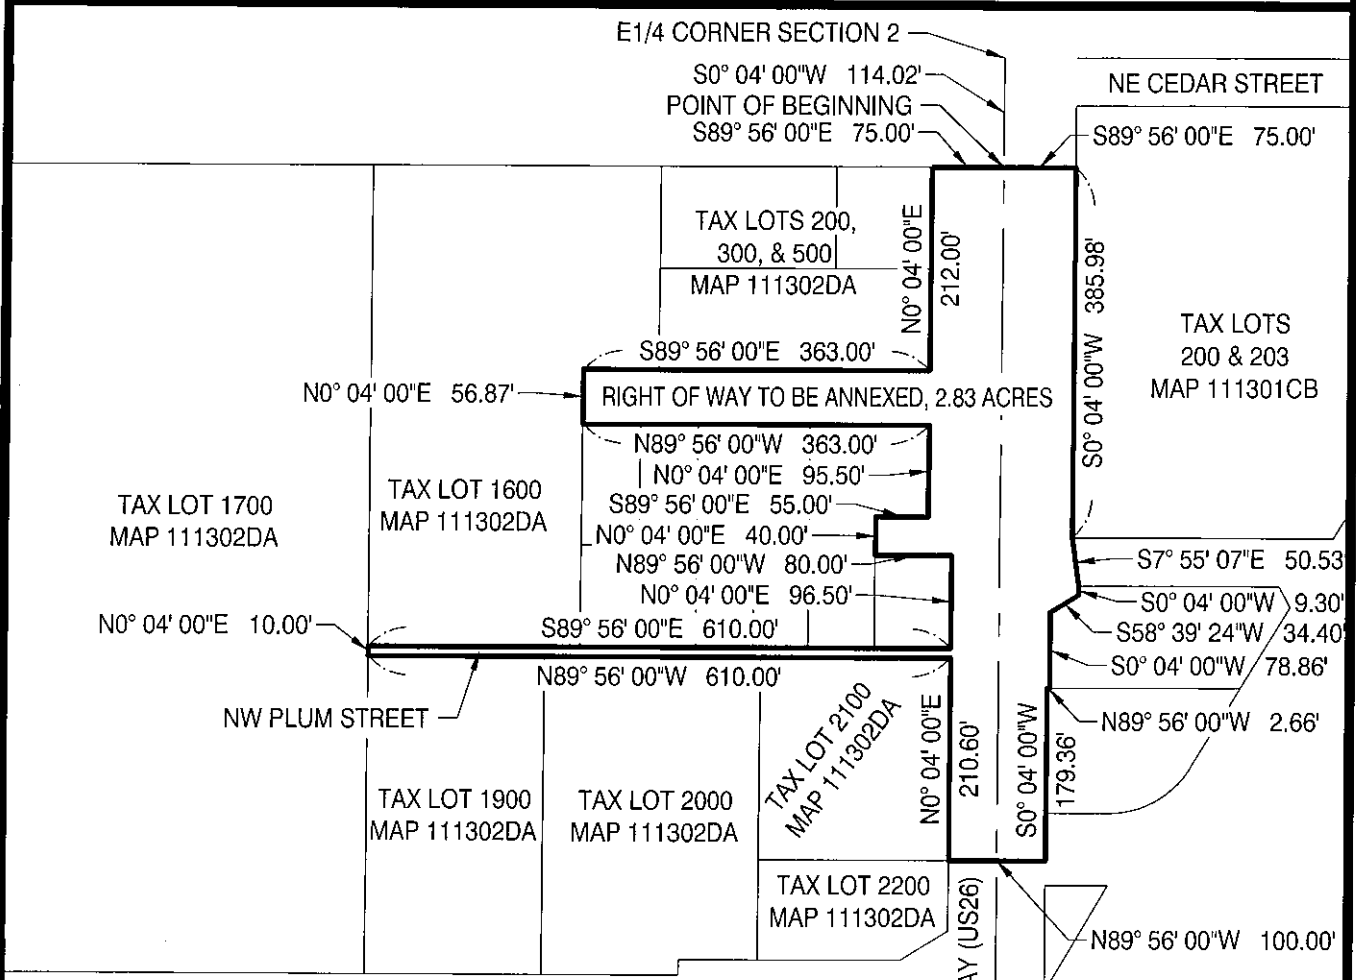 E1/4 CORNER SECTION 2
S0° 04' 00"W 114.02'
NE CEDAR STREET
POINT OF BEGINNING
S89° 56' 00"E 75.00'
S89° 56' 00"E 75.00'
TAX LOTS 200,
300, & 500
MAP 111302DA
N0° 04' 00"E
212.00'
S0° 04' 00"W 385.98'
TAX LOTS
200 & 203
MAP 111301CB
S89° 56' 00"E 363.00'
N0° 04' 00"E 56.87'
RIGHT OF WAY TO BE ANNEXED, 2.83 ACRES
N89° 56' 00"W 363.00'
N0° 04' 00"E 95.50'
TAX LOT 1700
MAP 111302DA
TAX LOT 1600
MAP 111302DA
S89° 56' 00"E 55.00'
N0° 04' 00"E 40.00'
N89° 56' 00"W 80.00'
N0° 04' 00"E 96.50'
S7° 55' 07"E 50.53
S0° 04' 00"W 9.30'
N0° 04' 00"E 10.00'
S89° 56' 00"E 610.00'
S58° 39' 24"W 34.40'
S0° 04' 00"W 78.86'
N89° 56' 00"W 610.00'
NW PLUM STREET
N89° 56' 00"W 2.66'
TAX LOT 2100
MAP 111302DA
N0° 04' 00"E
210.60'
S0° 04' 00"W
179.36'
TAX LOT 1900
MAP 111302DA
TAX LOT 2000
MAP 111302DA
TAX LOT 2200
MAP 111302DA
(US26)
N89° 56' 00"W 100.00'